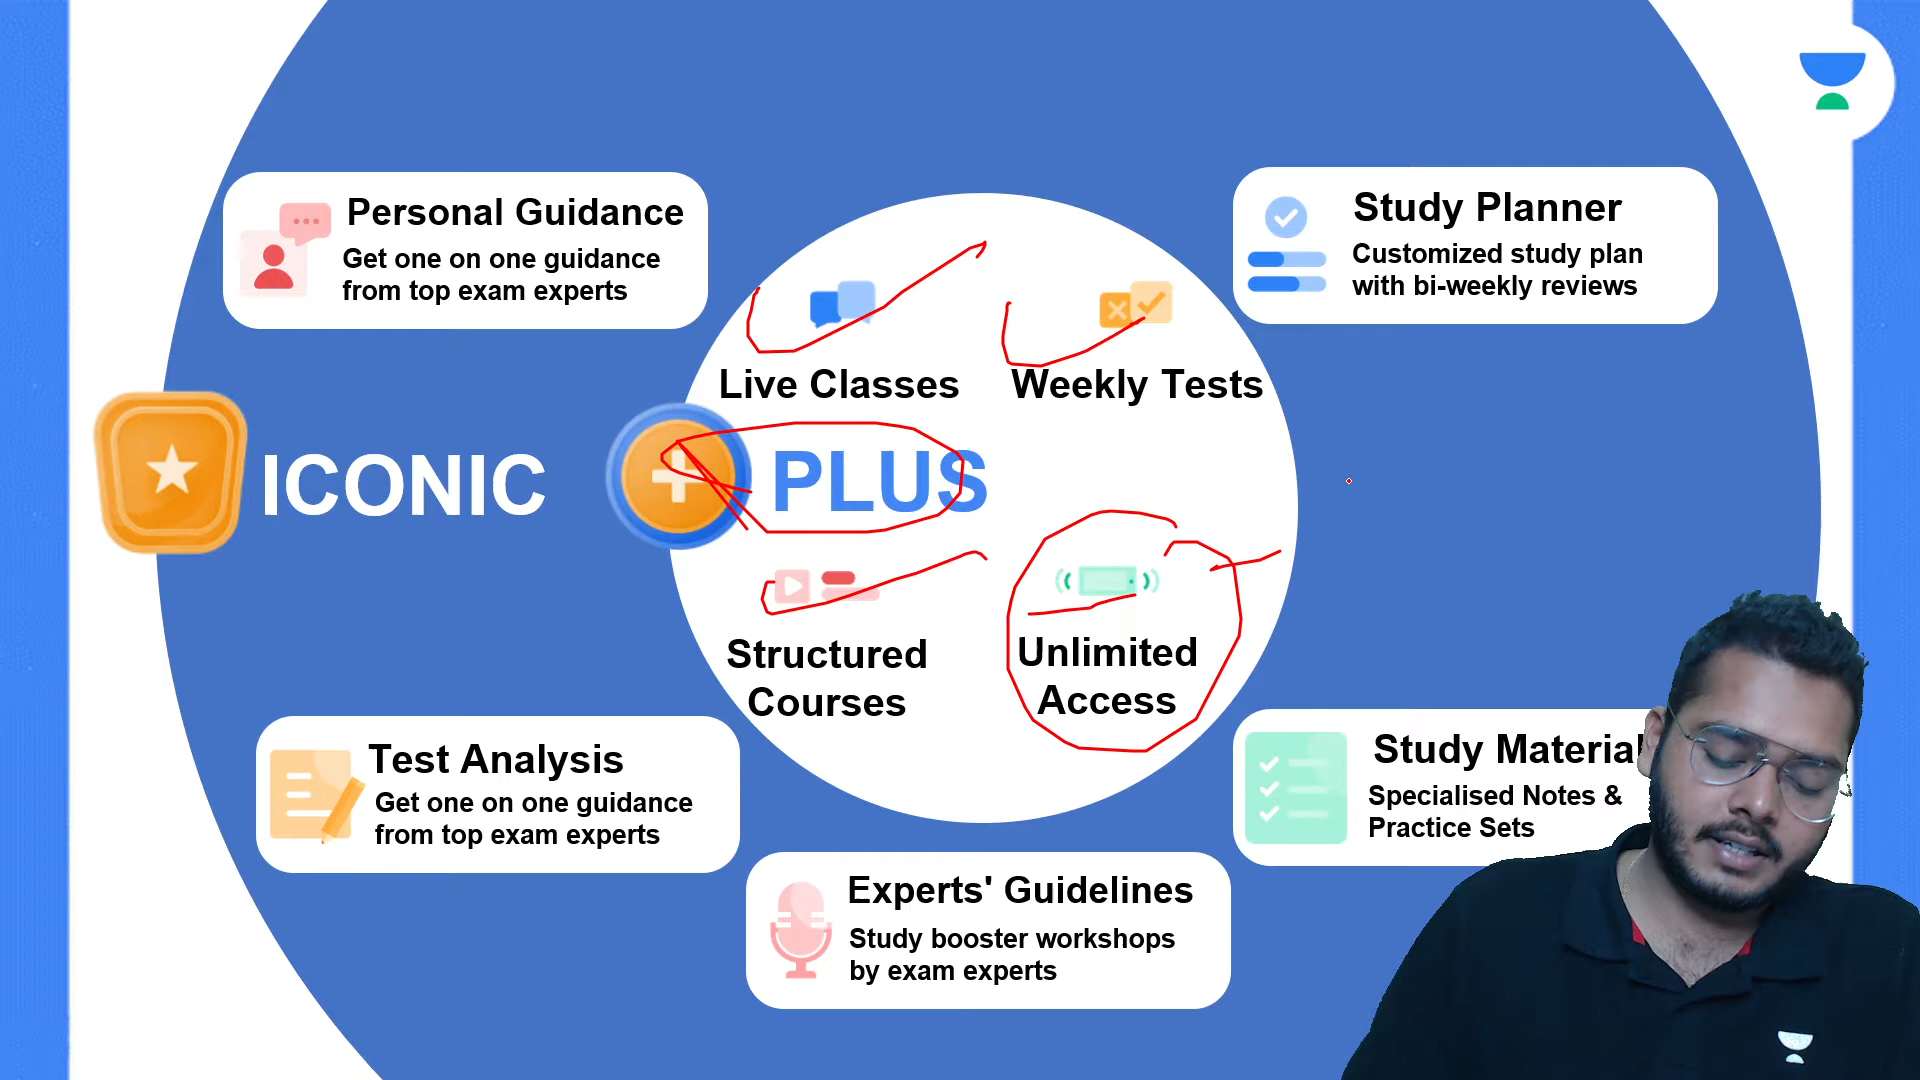 Personal Guidance
Get one on one guidance
from top exam experts
Study Planner
Customized study plan
with bi-weekly reviews
Live Classes
Weekly Tests
ICONIC
PLUS
Structured
Courses
Unlimited
Access
Test Analysis
Get one on one guidance
from top exam experts
Study Material
Specialised Notes &
Practice Sets
Experts' Guidelines
Study booster workshops
by exam experts